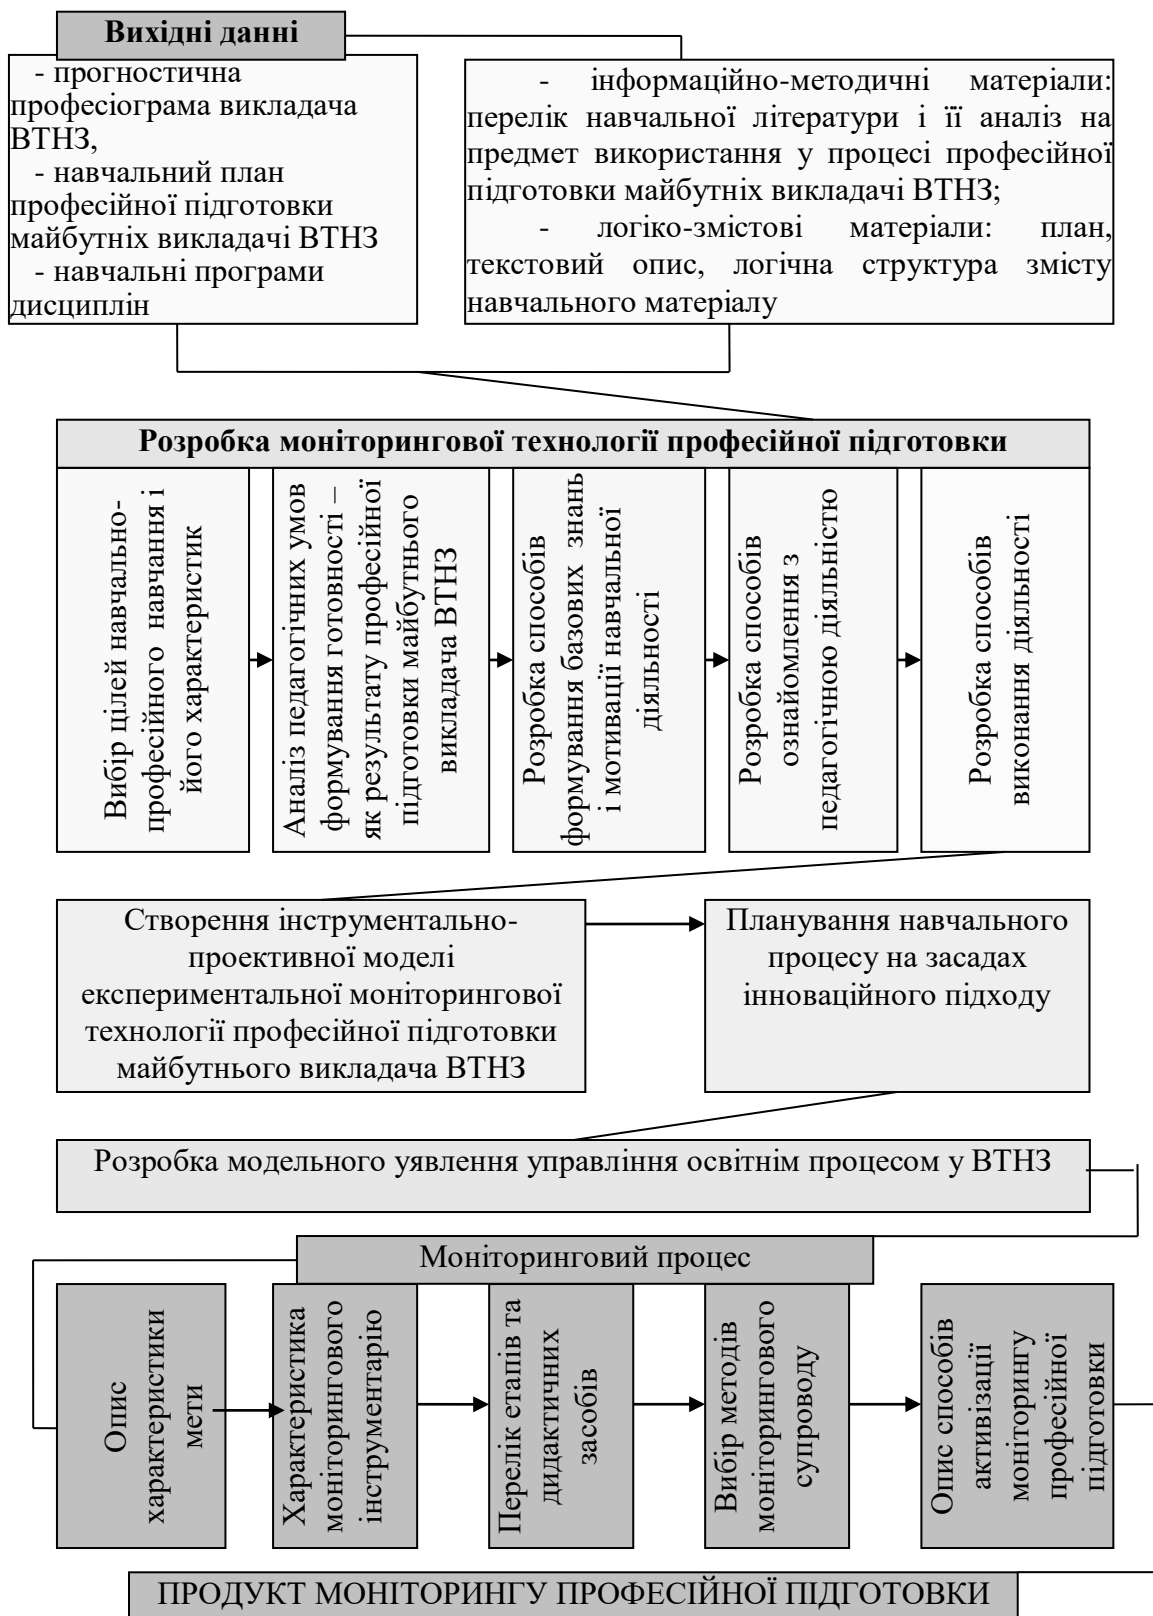 Вихідні данні
- прогностична
професіограма викладача
ВТНЗ,
- навчальний план
професійної підготовки
майбутніх викладачі ВТНЗ
- навчальні програми
дисциплін
- інформаційно-методичні матеріали:
перелік навчальної літератури і її аналіз на
предмет використання у процесі професійної
підготовки майбутніх викладачі ВТНЗ;
- логіко-змістові матеріали: план,
текстовий опис, логічна структура змісту
навчального матеріалу
Розробка моніторингової технології професійної підготовки
Вибір цілей навчально-
професійного навчання і
його характеристик
Аналіз педагогічних умов
формування готовності –
як результату професійної
підготовки майбутнього
викладача ВТНЗ
Розробка способів
формування базових знань
і мотивації навчальної
діяльності
Розробка способів
ознайомлення з
педагогічною діяльністю
Розробка способів
виконання діяльності
Створення інструментально-
проективної моделі
експериментальної моніторингової
технології професійної підготовки
майбутнього викладача ВТНЗ
Планування навчального
процесу на засадах
інноваційного підходу
Розробка модельного уявлення управління освітнім процесом у ВТНЗ
Моніторинговий процес
Опис
характеристики
мети
Характеристика
моніторингового
інструментарію
Перелік етапів та
дидактичних
засобів
Вибір методів
моніторингового
супроводу
Опис способів
активізації
моніторингу
професійної
підготовки
ПРОДУКТ МОНІТОРИНГУ ПРОФЕСІЙНОЇ ПІДГОТОВКИ